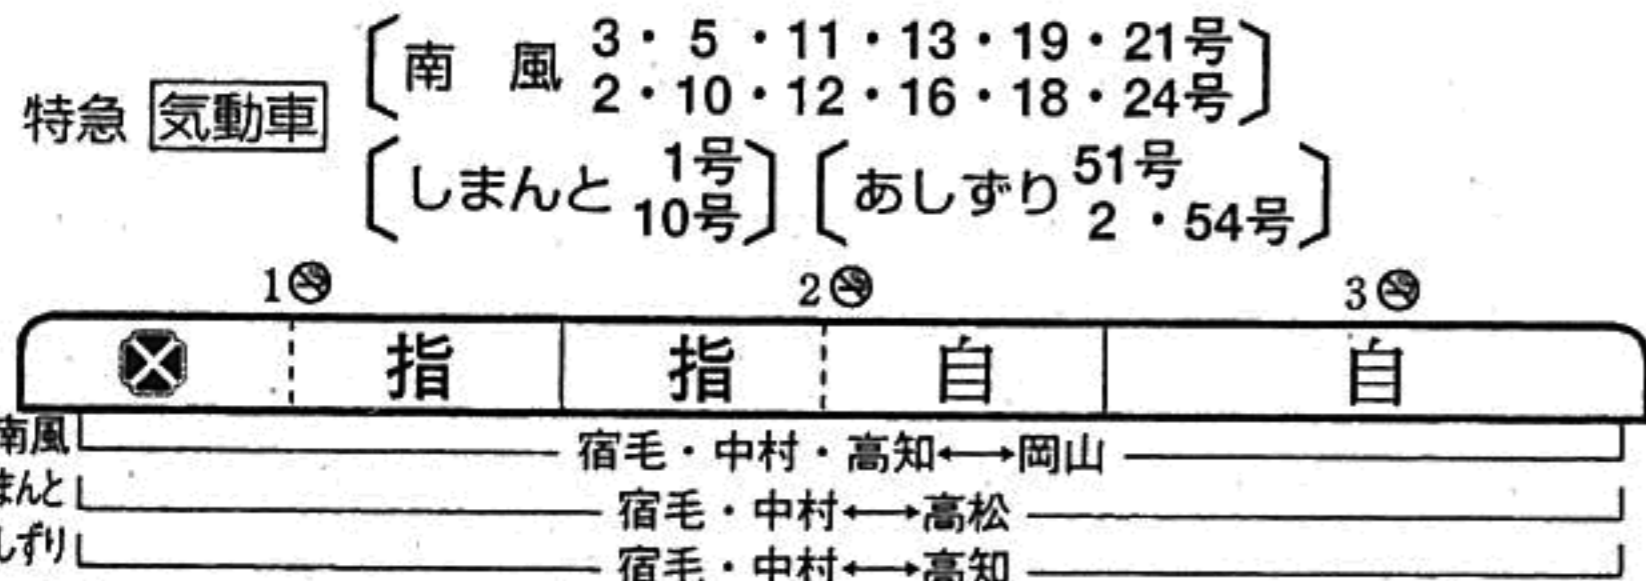 南風 3・5・11・13・19・21号
2・10・12・16・18・24号
特急 気動車
しまんと 1号
10号
あしずり 51号
2・54号
1 2 3
指 指 自 自
南風 宿毛・中村・高知↔岡山
まんと 宿毛・中村↔高松
しずり 宿毛・中村↔高知